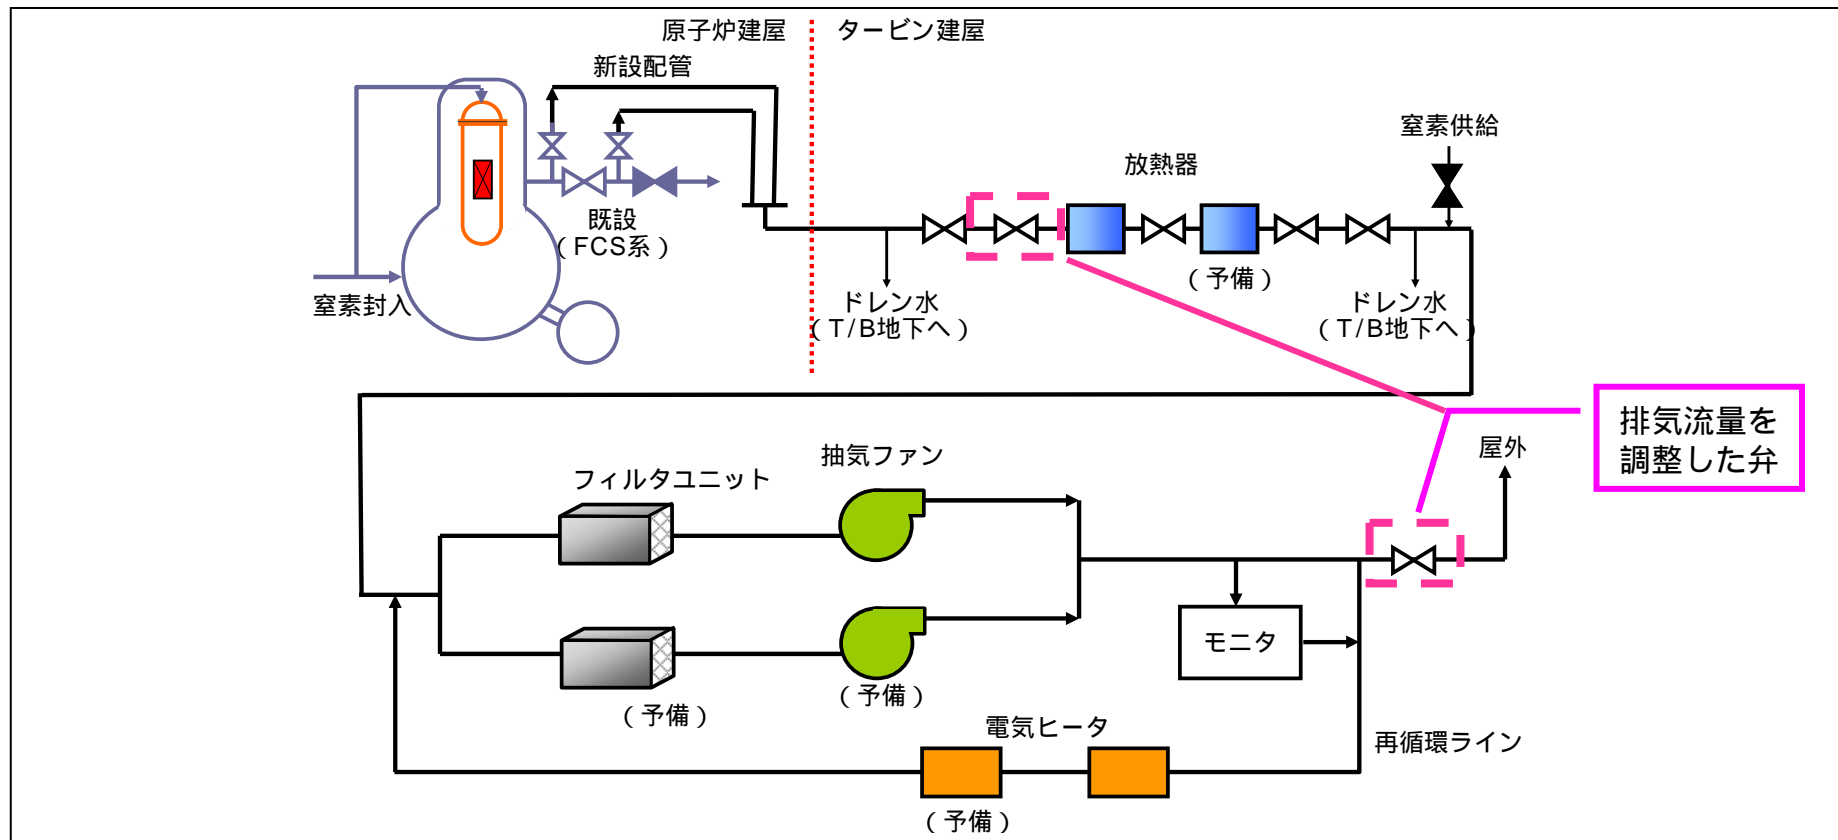 原子炉建屋
タービン建屋
新設配管
窒素供給
放熱器
既設
（FCS系）
（予備）
窒素封入
ドレン水
（T/B地下へ）
ドレン水
（T/B地下へ）
排気流量を
調整した弁
屋外
抽気ファン
フィルタユニット
モニタ
（予備）
（予備）
電気ヒータ
再循環ライン
（予備）